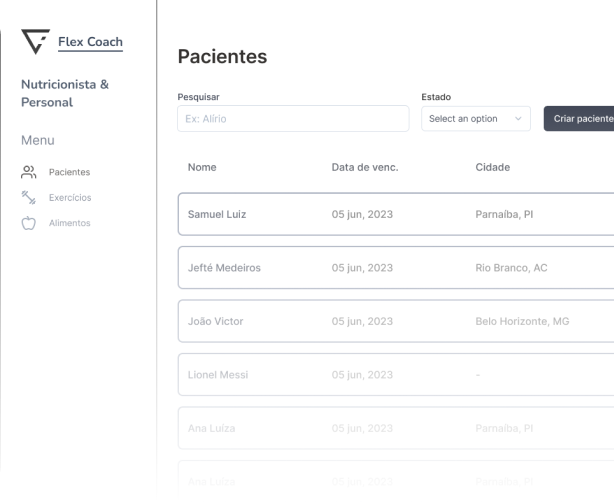 Flex Coach
Nutricionista &
Personal
Menu
Pacientes
Exercícios
Alimentos
Pacientes
Pesquisar
Estado
Ex: Alírio
Select an option
Criar paciente
Nome Data de venc. Cidade
Samuel Luiz 05 jun, 2023 Parnaíba, PI
Jefté Medeiros 05 jun, 2023 Rio Branco, AC
João Victor 05 jun, 2023 Belo Horizonte, MG
Lionel Messi 05 jun, 2023 -
Ana Luiza 05 jun, 2023 Parnaíba, PI
Ana Luiza 05 jun, 2023 Parnaíba, PI